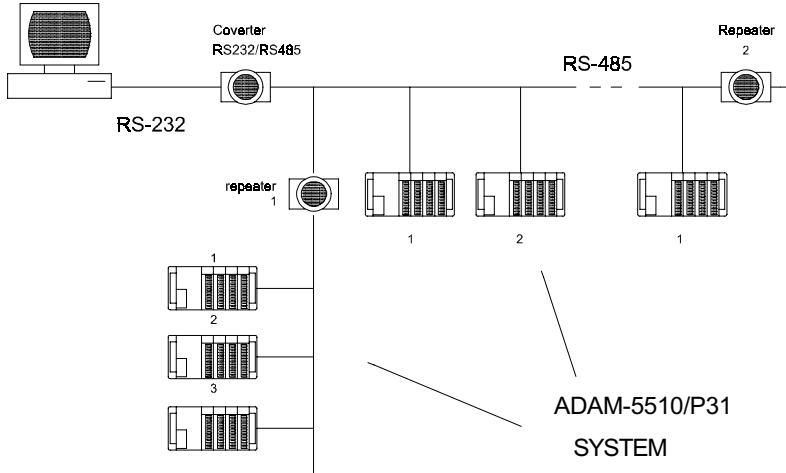 Coverter
RS232/RS485
Repeater
2
RS-485
RS-232
repeater
1
1
2
1
1
2
3
ADAM-5510/P31
SYSTEM